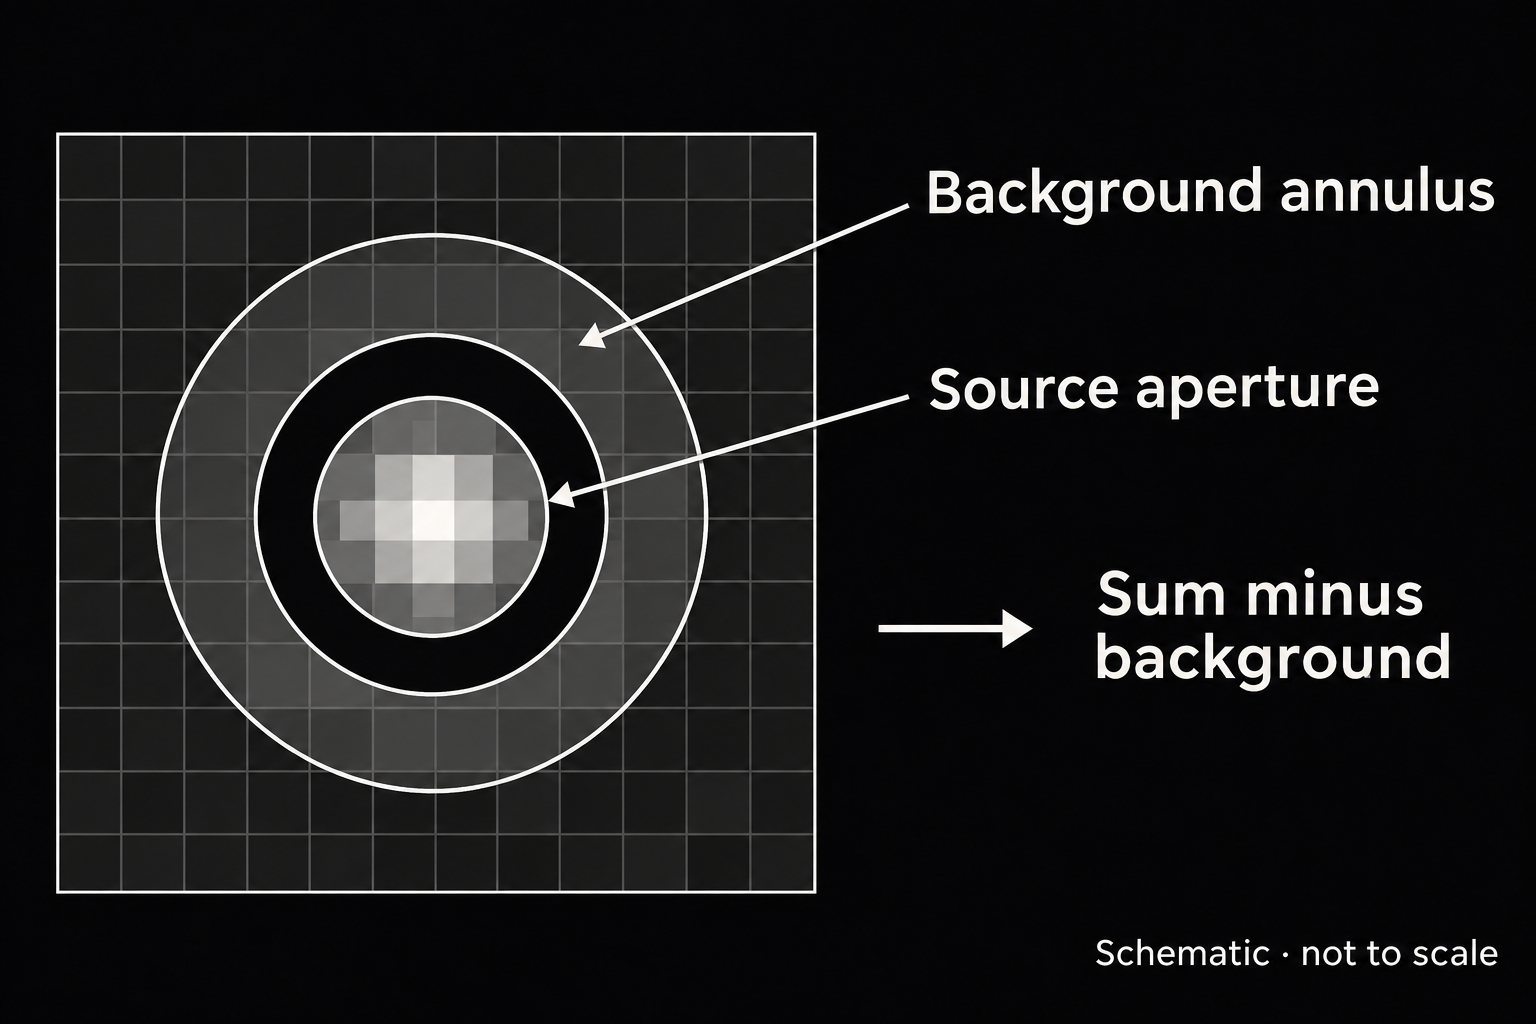 Background annulus
Source aperture
Sum minus
background
Schematic · not to scale